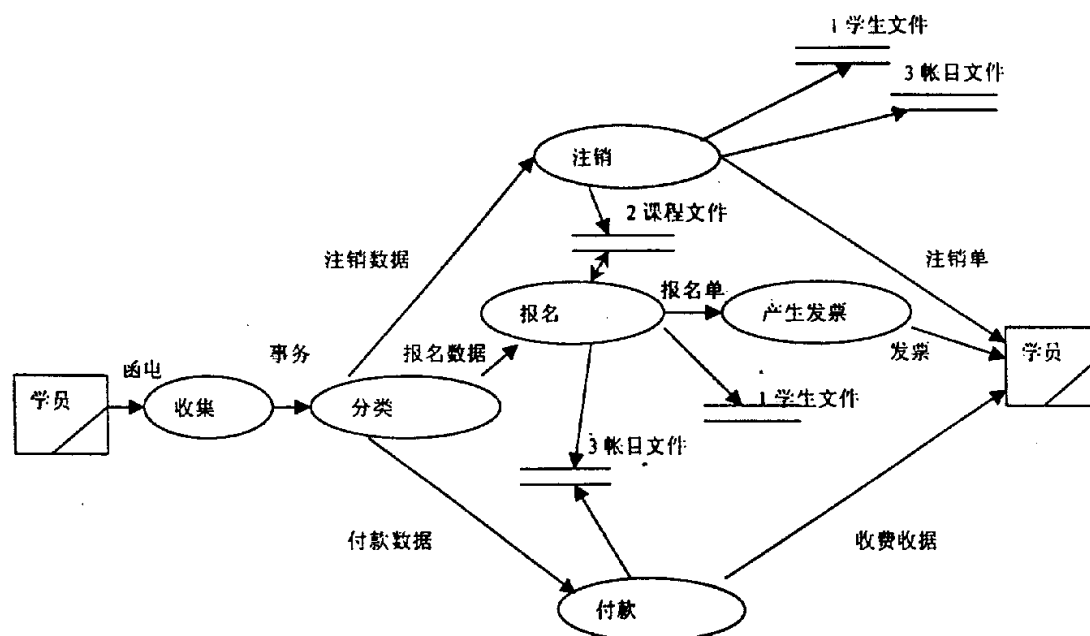 1 学生文件
3 帐目文件
注销
2 课程文件
注销数据
注销单
报名
报名单
产生发票
报名数据
发票
学员
事务
函电
学员
收集
分类
1 学生文件
3 帐目文件
付款数据
收费收据
付款